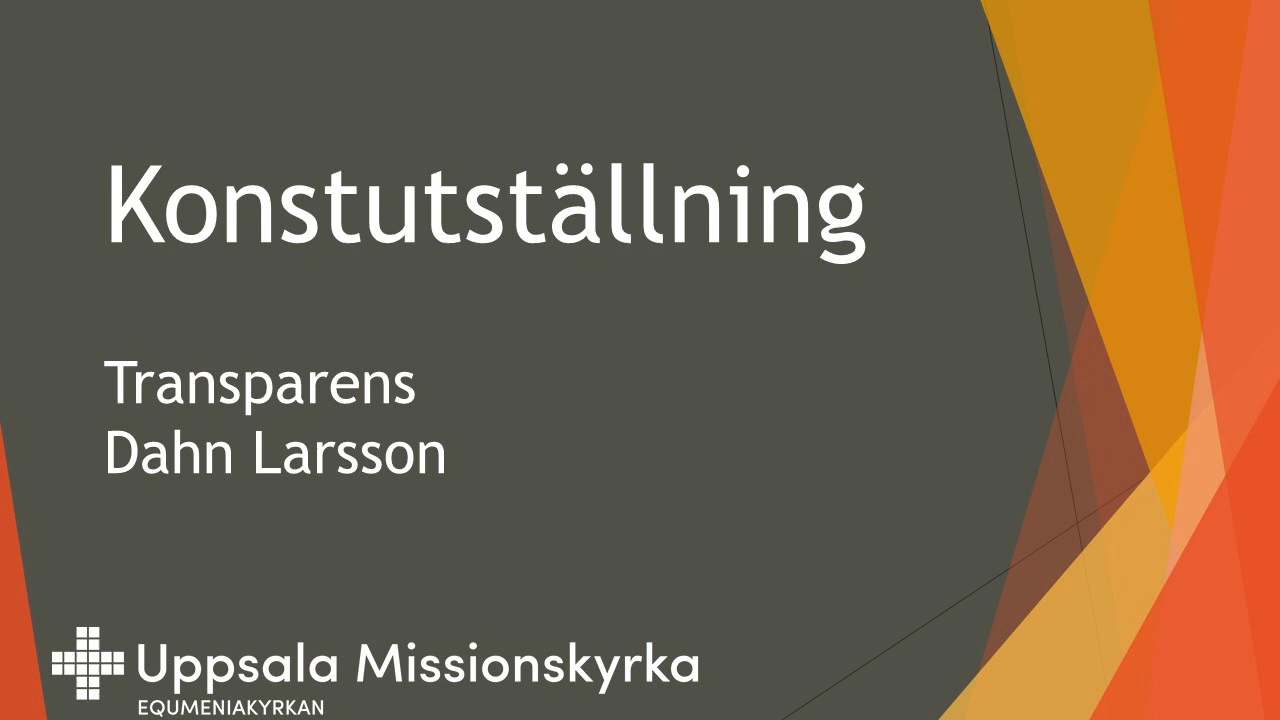 Konstutställning
Transparens
Dahn Larsson
Uppsala Missionskyrka
EQUMENIAKYRKAN